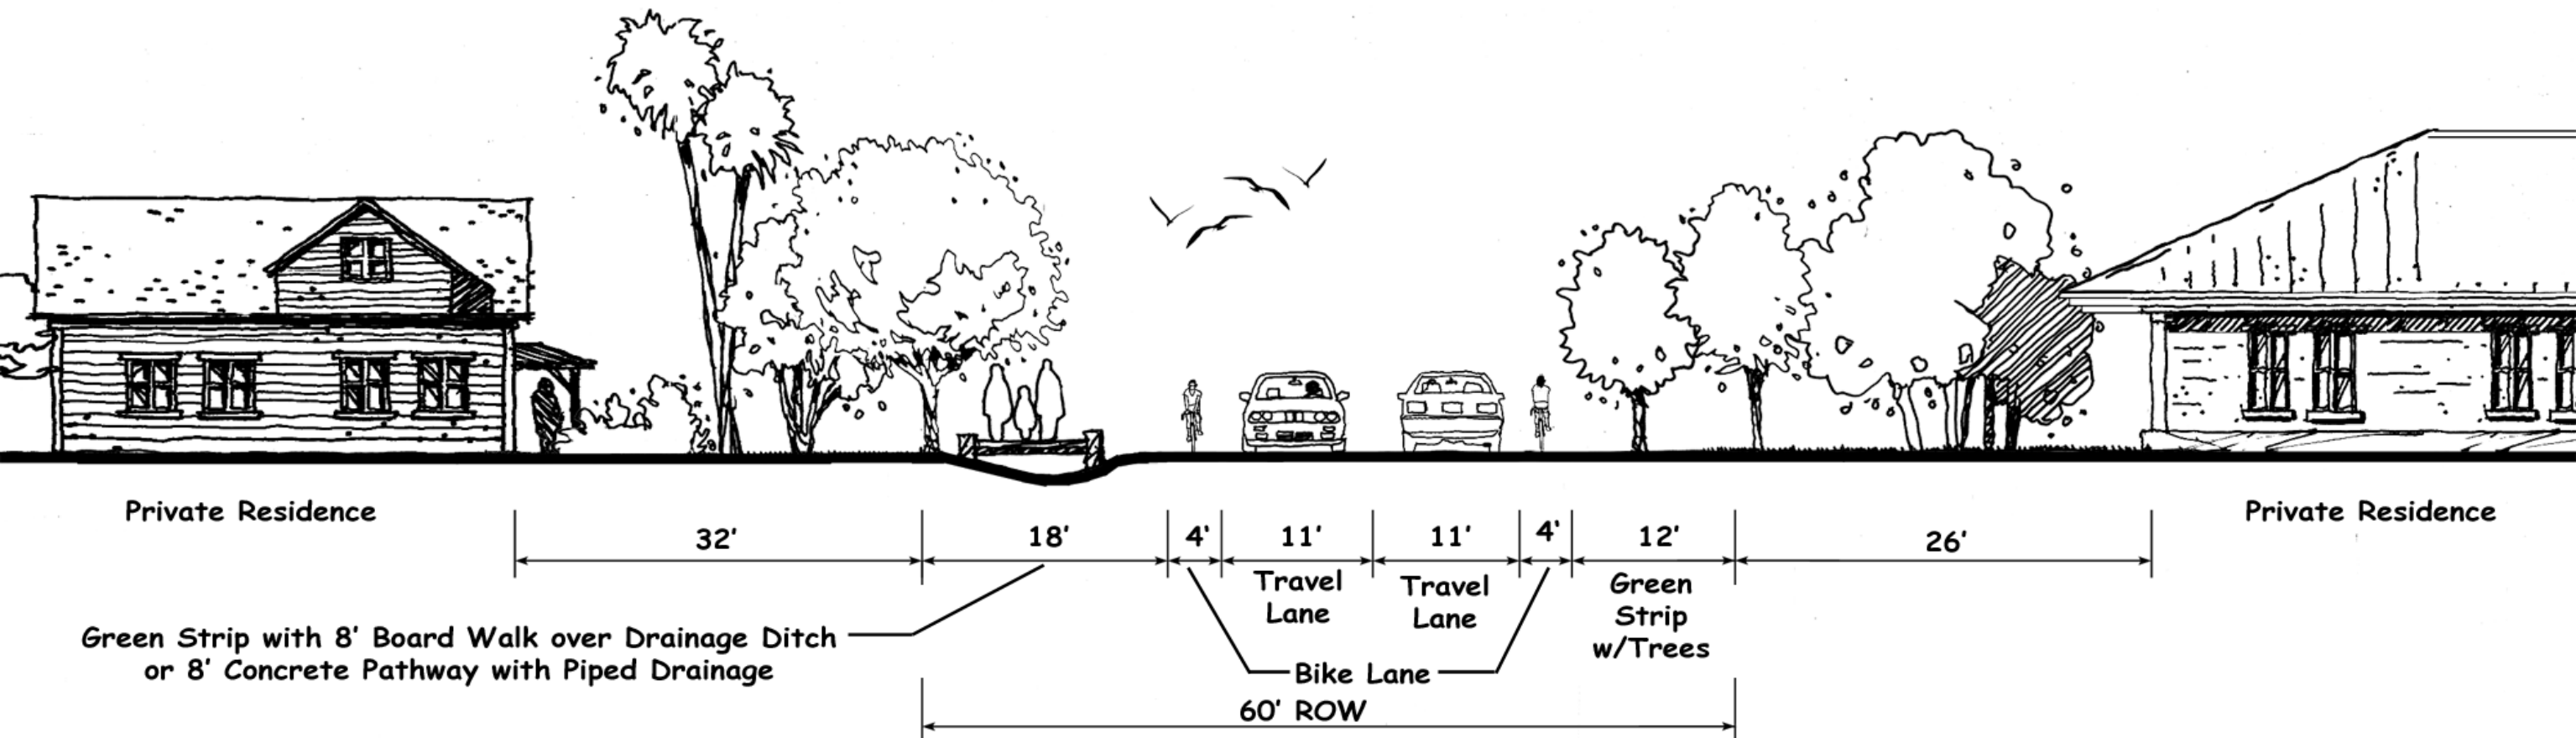 Private Residence
Private Residence
32'
18'
4'
11'
11'
4'
12'
26'
Travel
Lane
Travel
Lane
Green
Strip
w/Trees
Green Strip with 8' Board Walk over Drainage Ditch
or 8' Concrete Pathway with Piped Drainage
Bike Lane
60' ROW